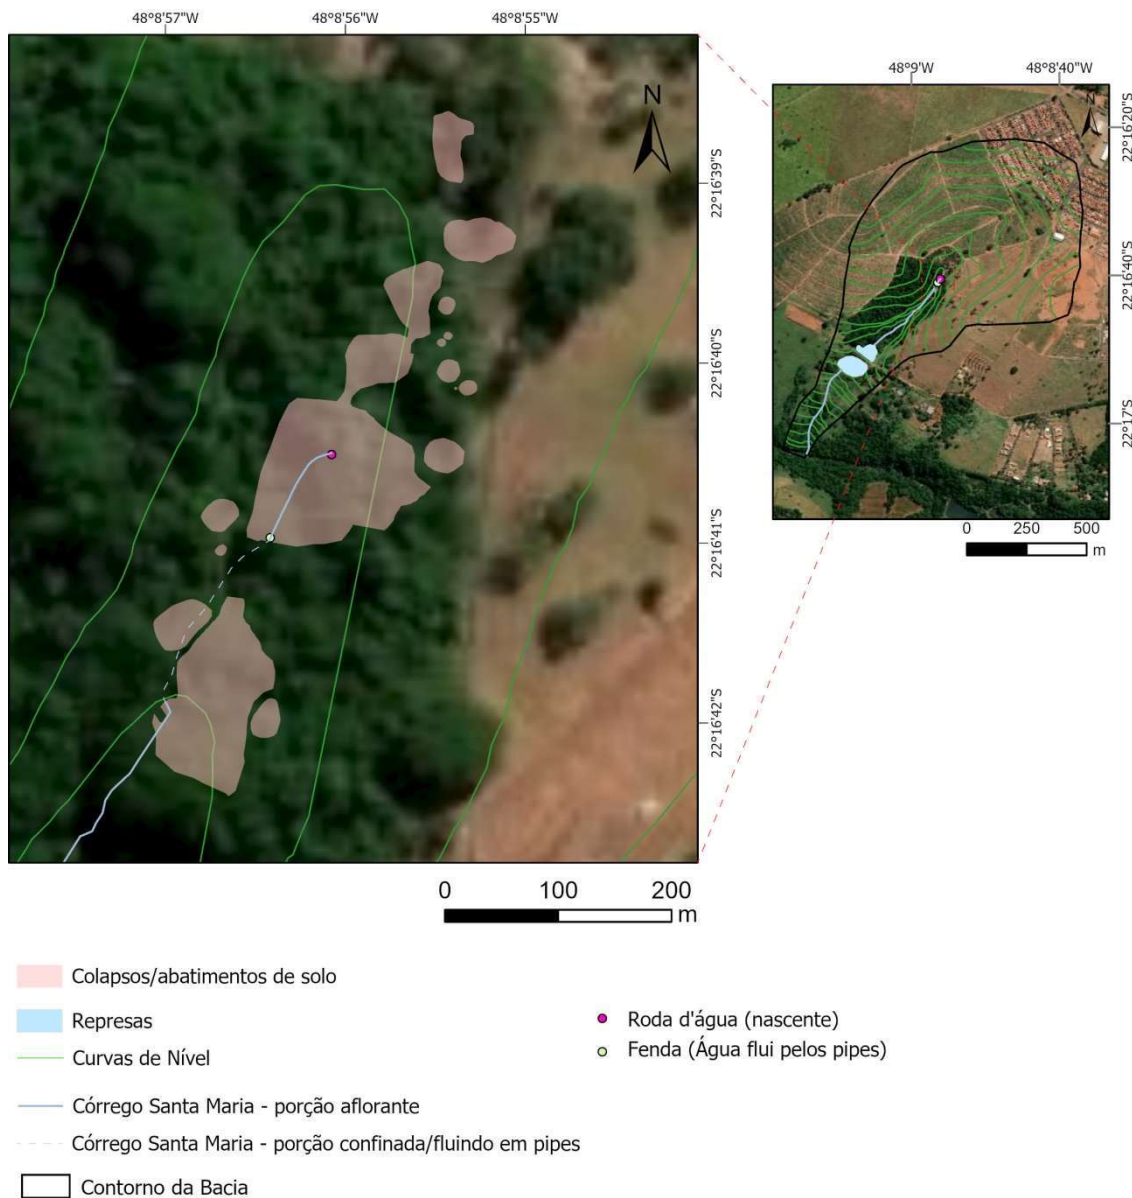 48°8'57"W 48°8'56"W 48°8'55"W
N
22°16'39"S
22°16'40"S
22°16'41"S
22°16'42"S
0 100 200
m
48°9'W 48°8'40"W
N
22°16'20"S
22°16'40"S
22°17'S
0 250 500
m
Colapsos/abatimentos de solo
Represas
Curvas de Nível
Córrego Santa Maria - porção aflorante
Córrego Santa Maria - porção confinada/fluindo em pipes
Contorno da Bacia
Roda d'água (nascente)
Fenda (Água flui pelos pipes)